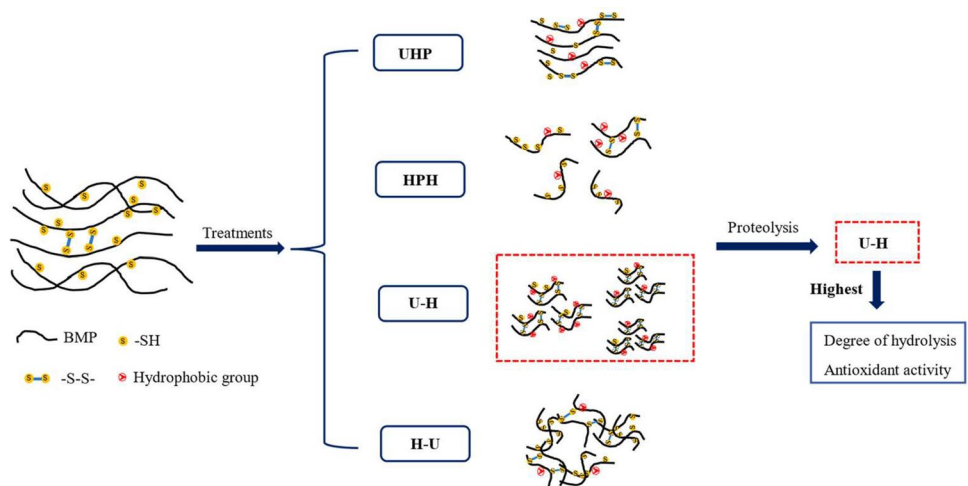 UHP
HPH
Treatments
Proteolysis
U-H
U-H
Highest
BMP
-SH
Degree of hydrolysis
Antioxidant activity
-S-S-
Hydrophobic group
H-U